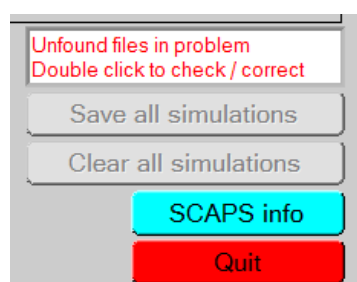 Unfound files in problem
Double click to check / correct
Save all simulations
Clear all simulations
SCAPS info
Quit